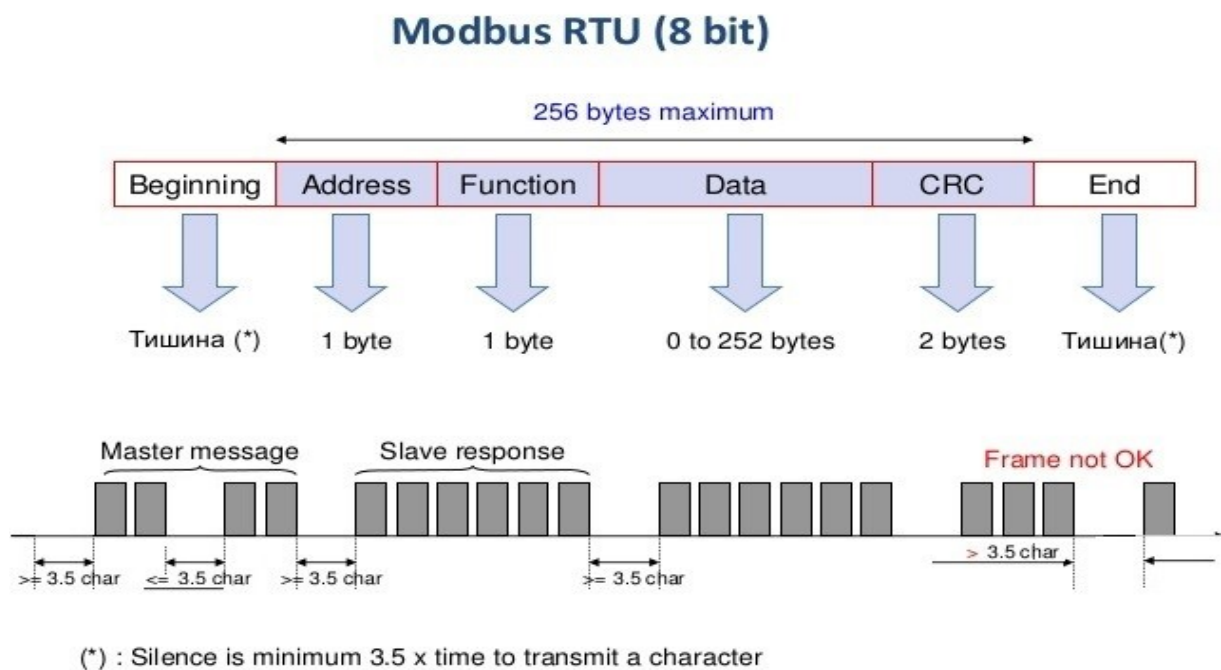 Modbus RTU (8 bit)
256 bytes maximum
Beginning Address Function Data CRC End
Тишина (*) 1 byte 1 byte 0 to 252 bytes 2 bytes Тишина(*)
Master message Slave response Frame not OK
>= 3.5 char <= 3.5 char >= 3.5 char >= 3.5 char > 3.5 char
(*) : Silence is minimum 3.5 x time to transmit a character